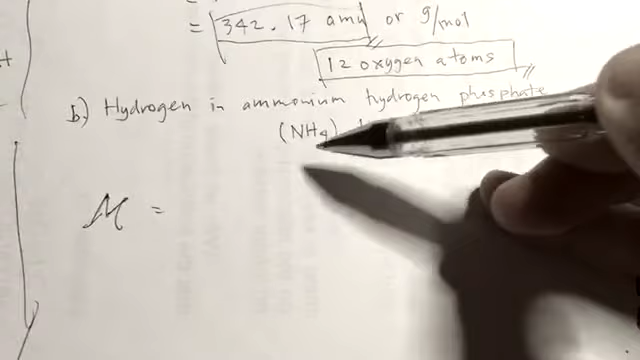 = 342.17 amu or g/mol
12 oxygen atoms
b.) Hydrogen in ammonium hydrogen phosphate
(NH4)
M =